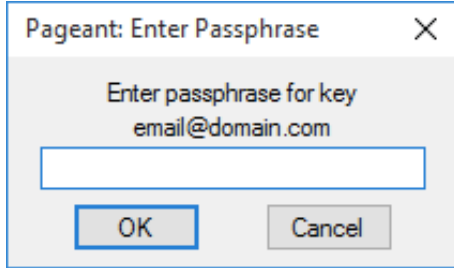 Pageant: Enter Passphrase
Enter passphrase for key
email@domain.com
OK Cancel